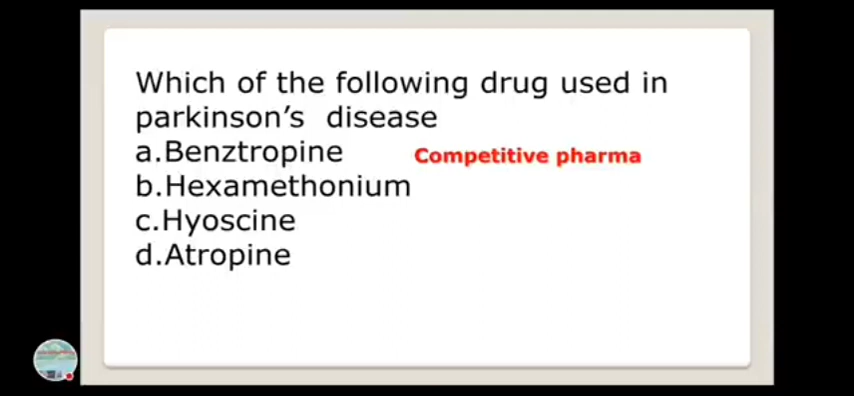 Which of the following drug used in
parkinson's  disease
a.Benztropine
Competitive pharma
b.Hexamethonium
c.Hyoscine
d.Atropine